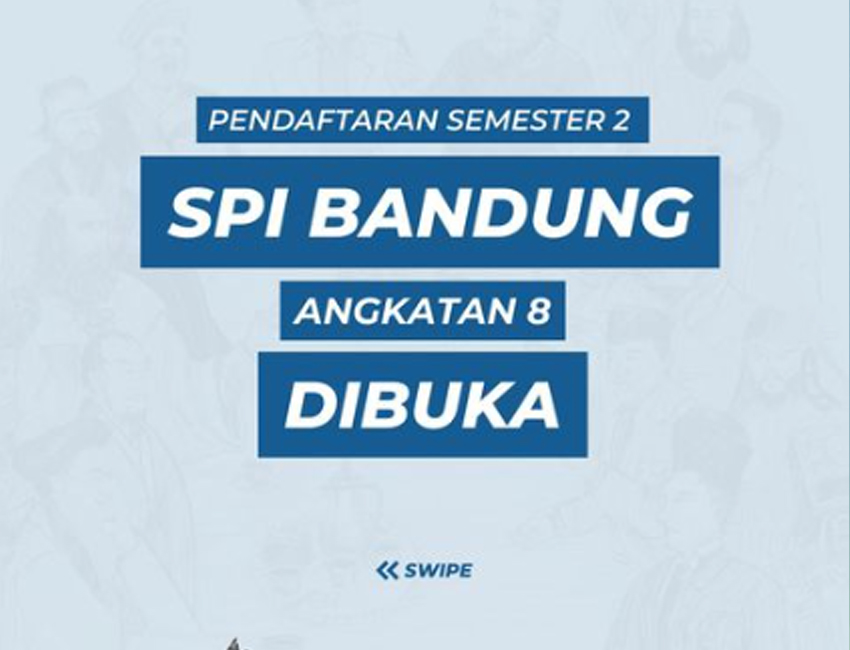 PENDAFTARAN SEMESTER 2
SPI BANDUNG
ANGKATAN 8
DIBUKA
SWIPE